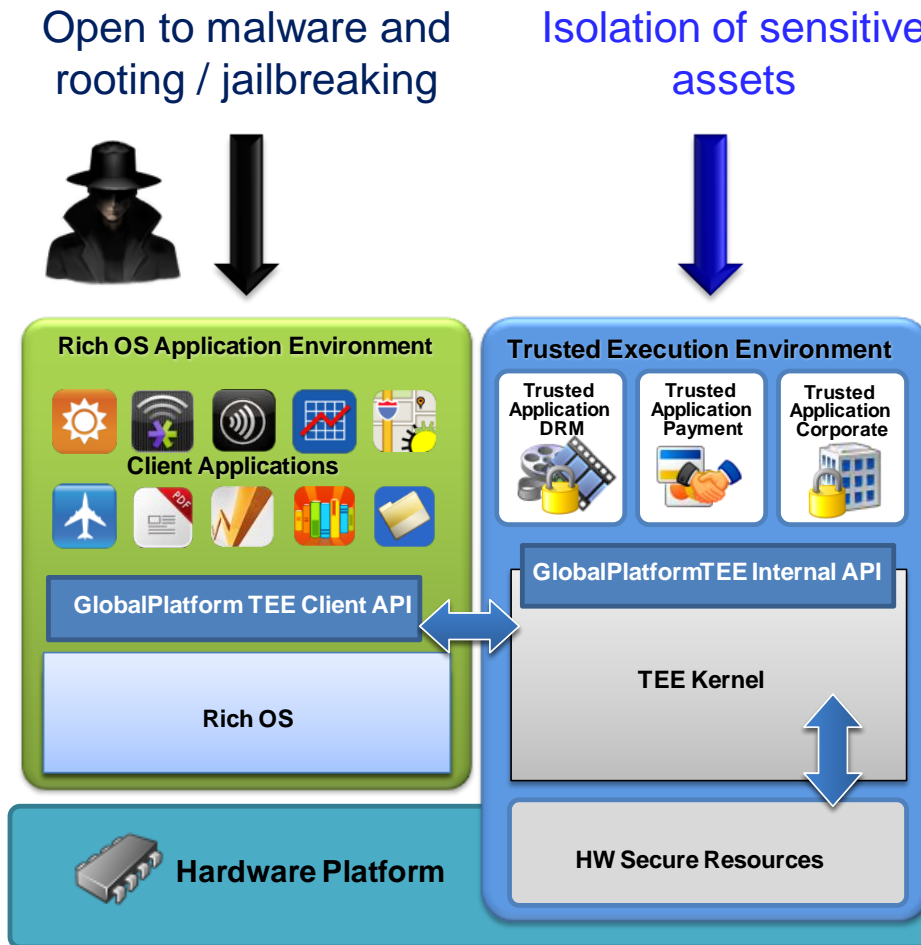 Open to malware and
rooting / jailbreaking
Isolation of sensitive
assets
Rich OS Application Environment
Client Applications
PDF
GlobalPlatform TEE Client API
Rich OS
Trusted Execution Environment
Trusted
Application
DRM
Trusted
Application
Payment
Trusted
Application
Corporate
GlobalPlatformTEE Internal API
TEE Kernel
HW Secure Resources
Hardware Platform